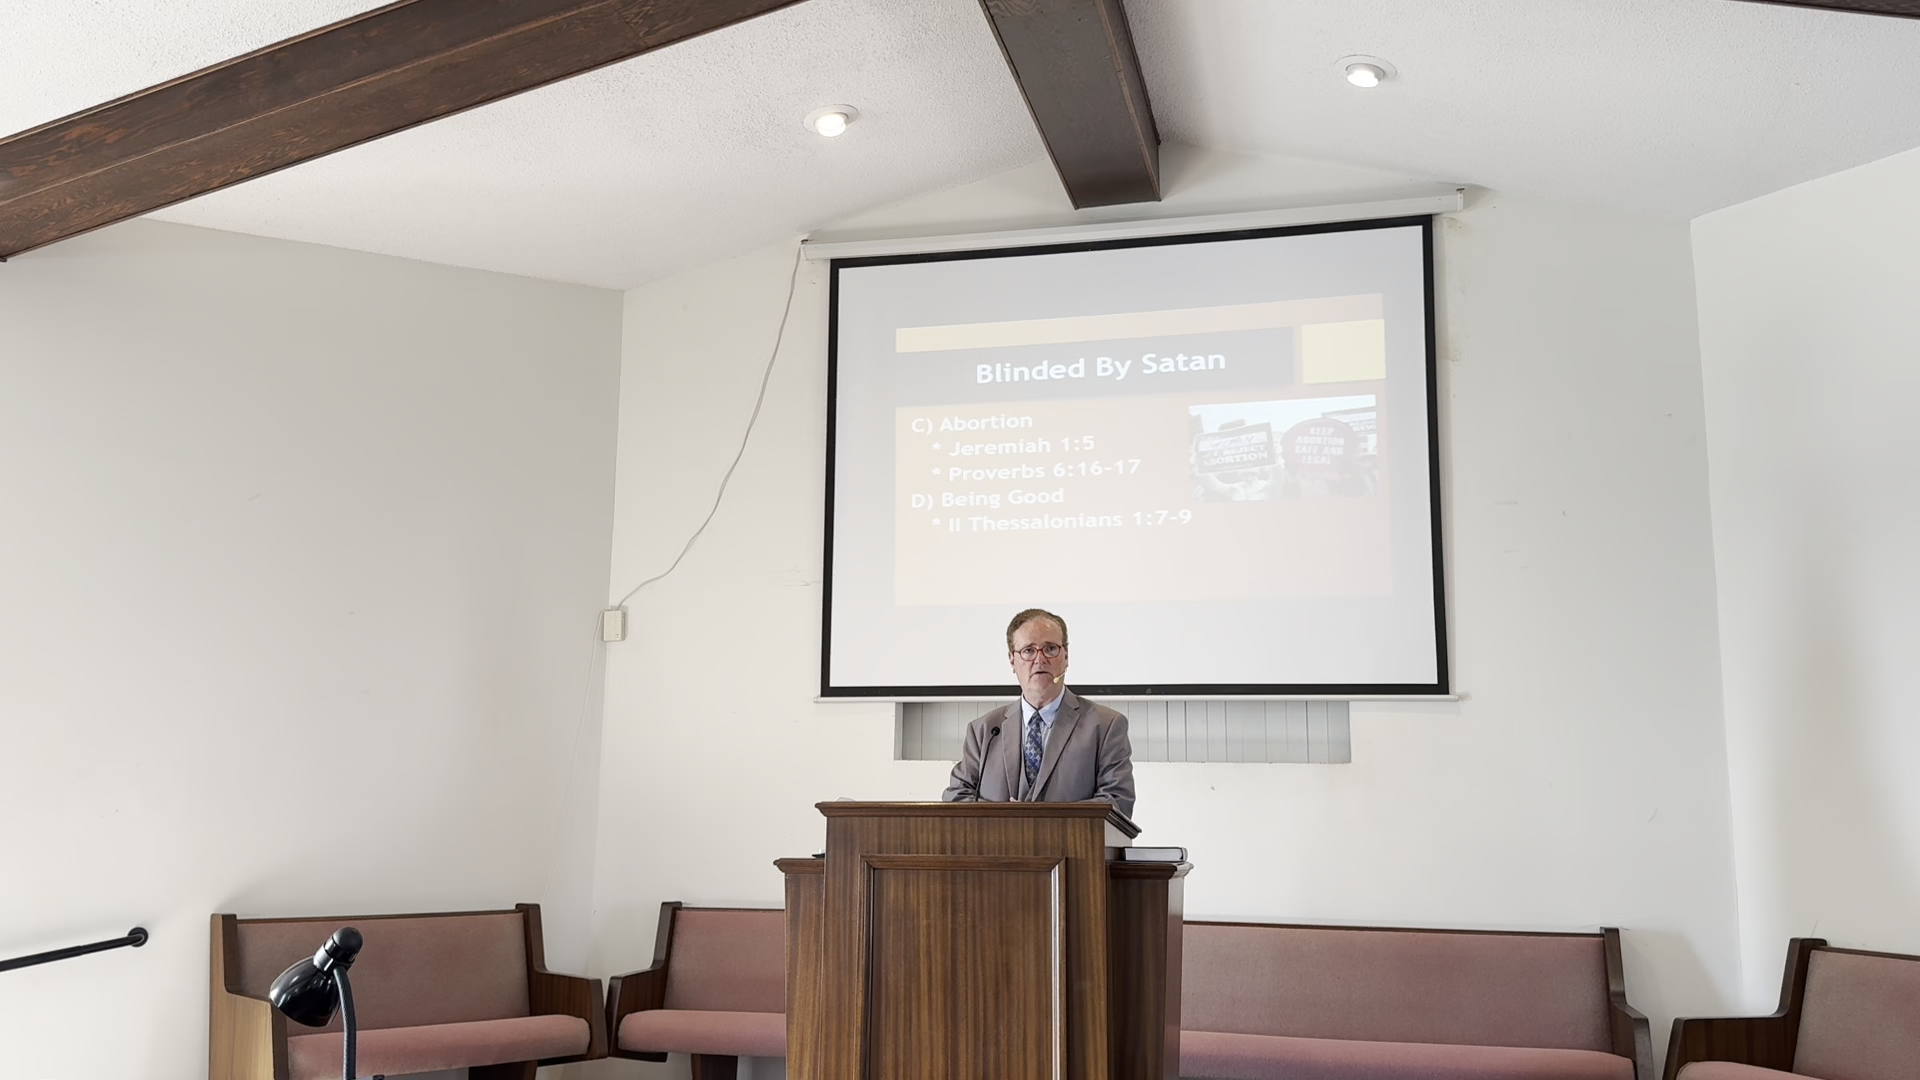 Blinded By Satan
C) Abortion
* Jeremiah 1:5
* Proverbs 6:16-17
D) Being Good
* II Thessalonians 1:7-9
I REJECT
ABORTION
KEEP
ABORTION
SAFE AND
LEGAL